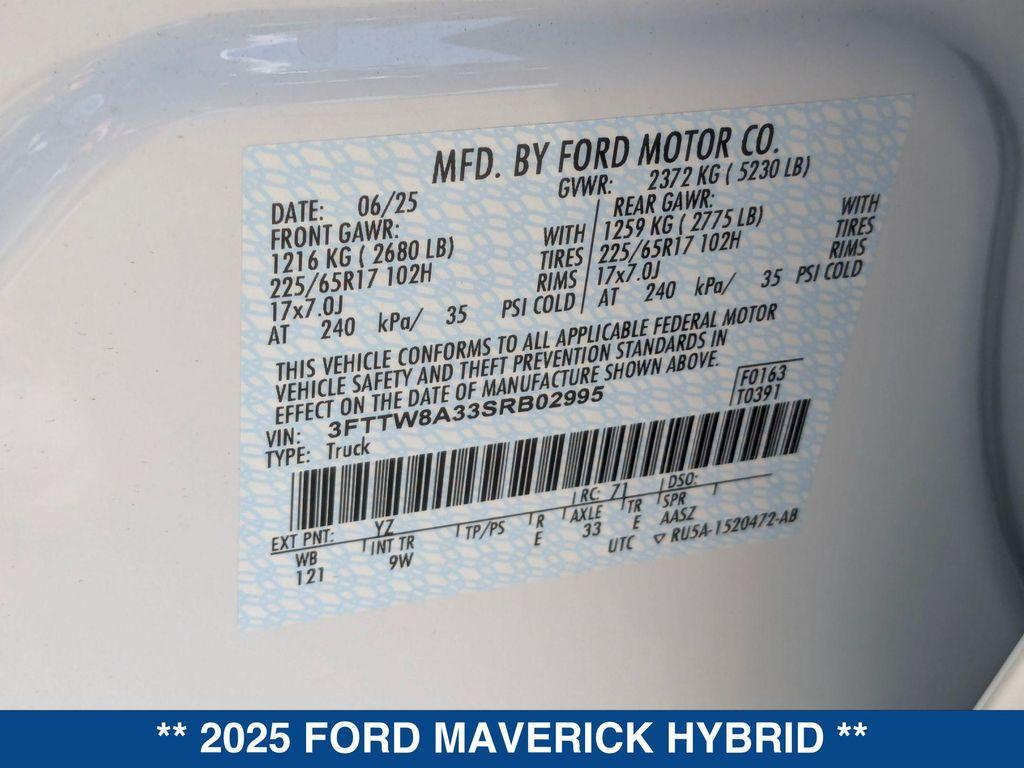 MFD. BY FORD MOTOR CO.
DATE: 06/25
GVWR: 2372 KG ( 5230 LB)
FRONT GAWR:
1216 KG ( 2680 LB) WITH
225/65R17 102H TIRES
17x7.0J RIMS
AT 240 kPa/ 35 PSI COLD
REAR GAWR:
1259 KG ( 2775 LB) WITH
225/65R17 102H TIRES
17x7.0J RIMS
AT 240 kPa/ 35 PSI COLD
THIS VEHICLE CONFORMS TO ALL APPLICABLE FEDERAL MOTOR
VEHICLE SAFETY AND THEFT PREVENTION STANDARDS IN
EFFECT ON THE DATE OF MANUFACTURE SHOWN ABOVE.
VIN: 3FTTW8A33SRB02995
TYPE: Truck
F0163
T0391
EXT PNT: YZ RC: 71 DSO:
WB INT TR TP/PS R AXLE TR SPR
121 9W E 33 E AASZ
UTC ▽ RU5A-1520472-AB
** 2025 FORD MAVERICK HYBRID **